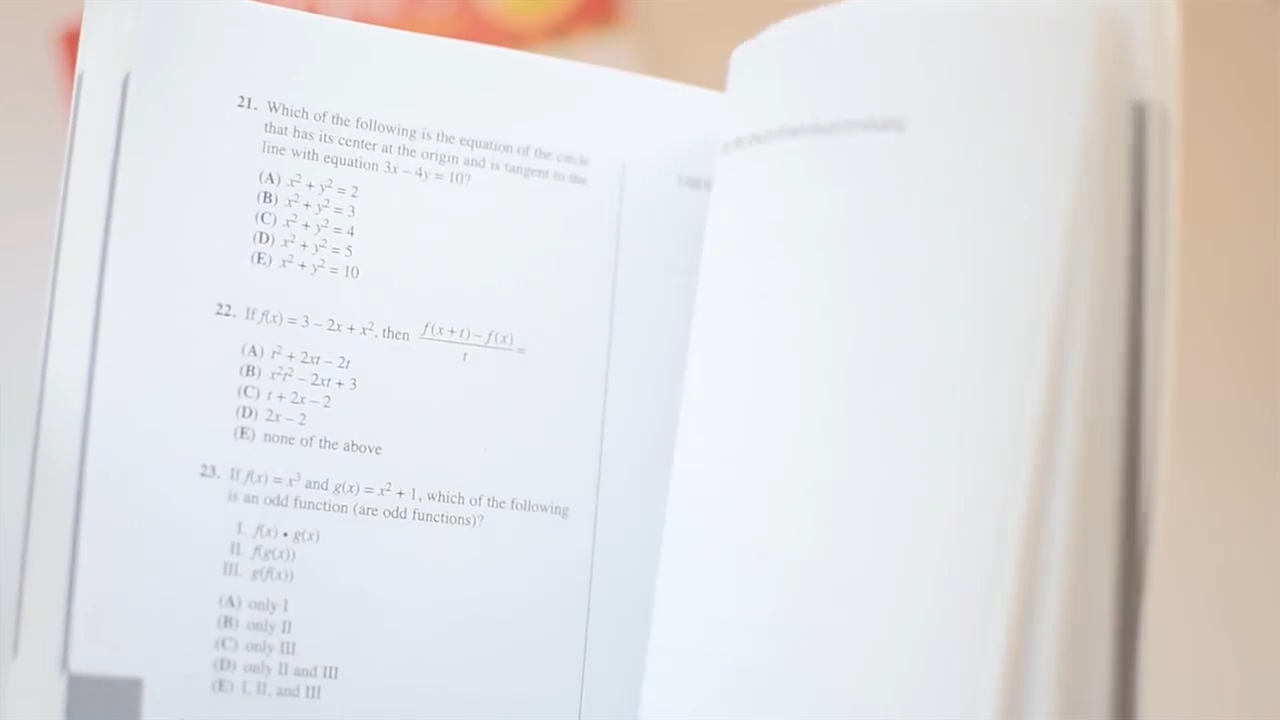 21. Which of the following is the equation of the circle
that has its center at the origin and is tangent to the
line with equation 3x – 4y = 10?
(A) x² + y² = 2
(B) x² + y² = 3
(C) x² + y² = 4
(D) x² + y² = 5
(E) x² + y² = 10
22. If f(x) = 3 – 2x + x², then f(x+t) – f(x) / t =
(A) t² + 2xt – 2t
(B) x²t² – 2xt + 3
(C) t + 2x – 2
(D) 2x – 2
(E) none of the above
23. If f(x) = x³ and g(x) = x² + 1, which of the following
is an odd function (are odd functions)?
I. f(x) • g(x)
II. f(g(x))
III. g(f(x))
(A) only I
(B) only II
(C) only III
(D) only II and III
(E) I, II, and III